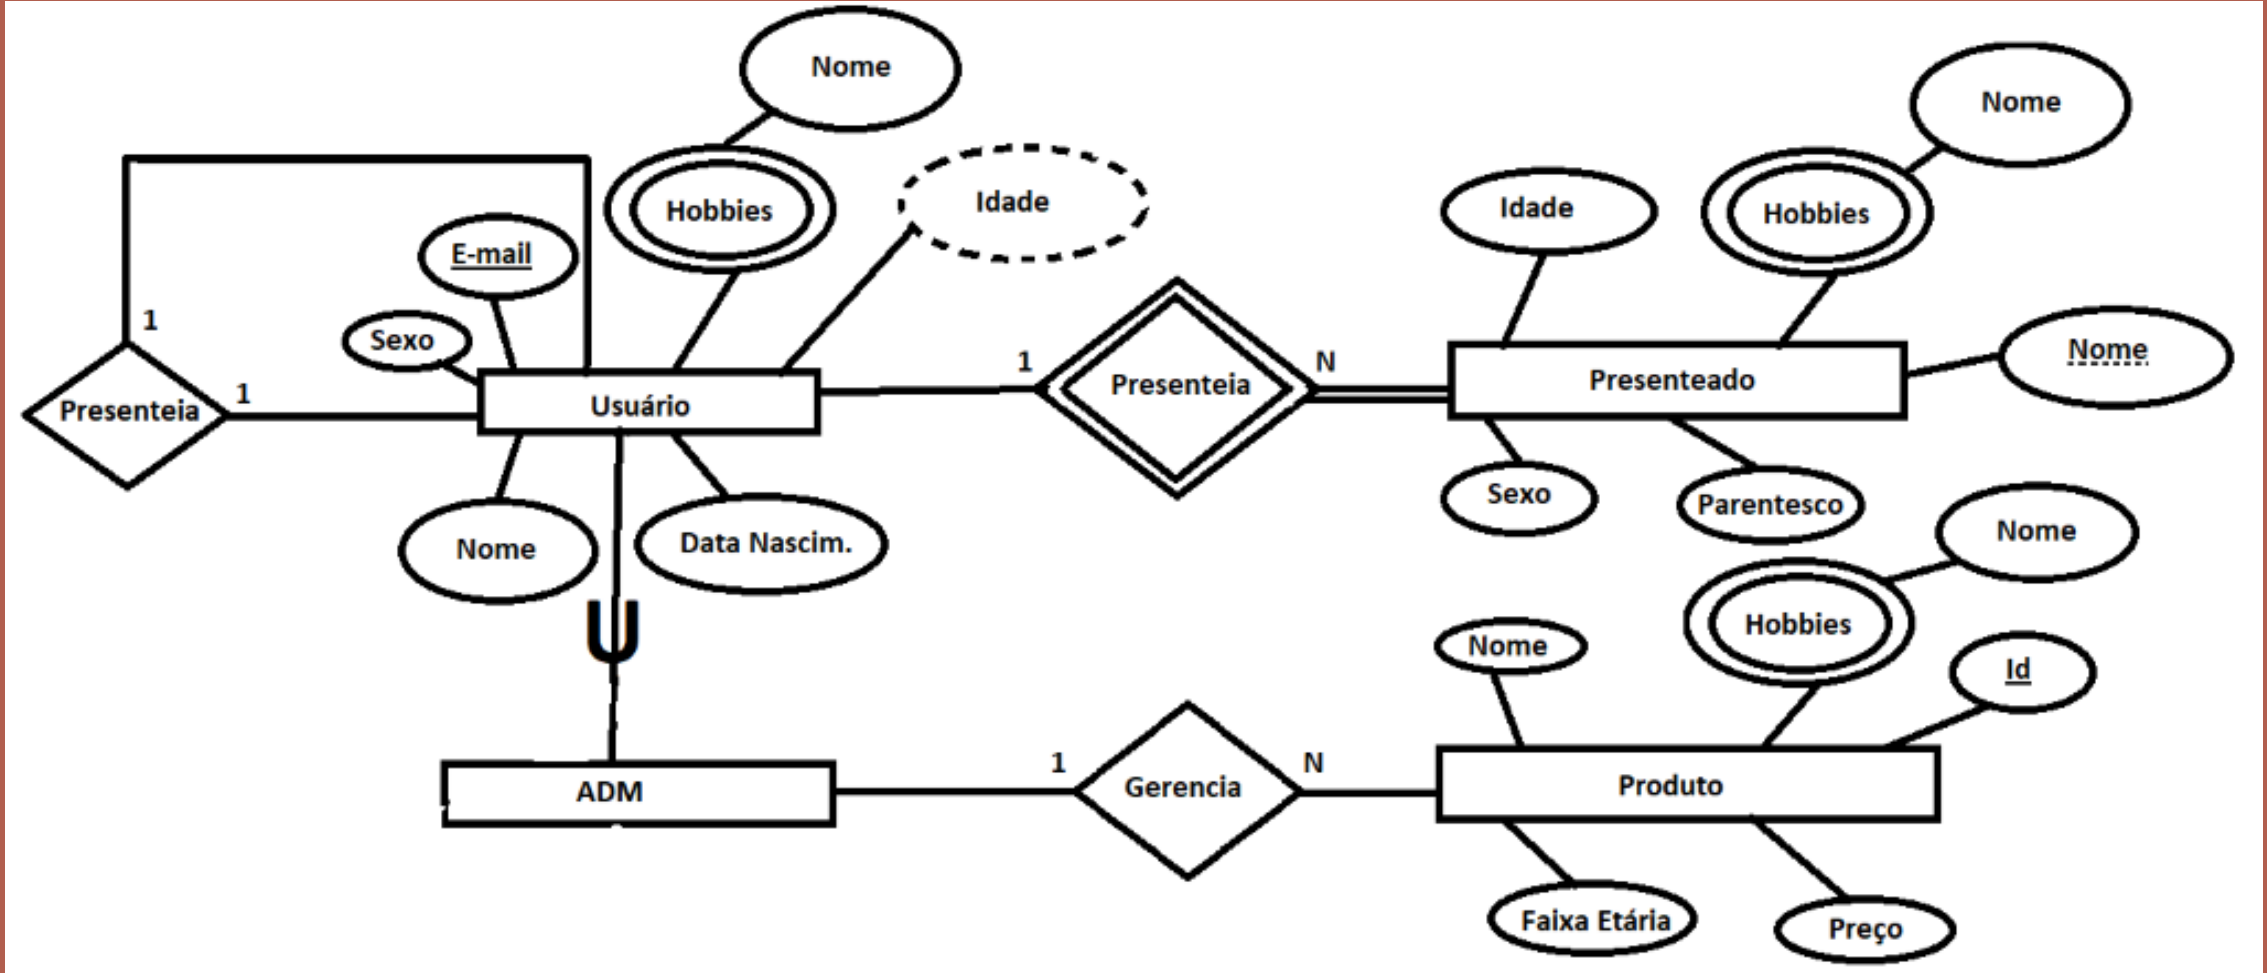 Nome
Nome
Hobbies
Idade
Idade
Hobbies
E-mail
1
Sexo
Nome
1
N
1
Presenteia
Usuário
Presenteia
Presenteado
Nome
Data Nascim.
Sexo
Parentesco
Nome
Hobbies
Nome
Id
1
N
ADM
Gerencia
Produto
Faixa Etária
Preço